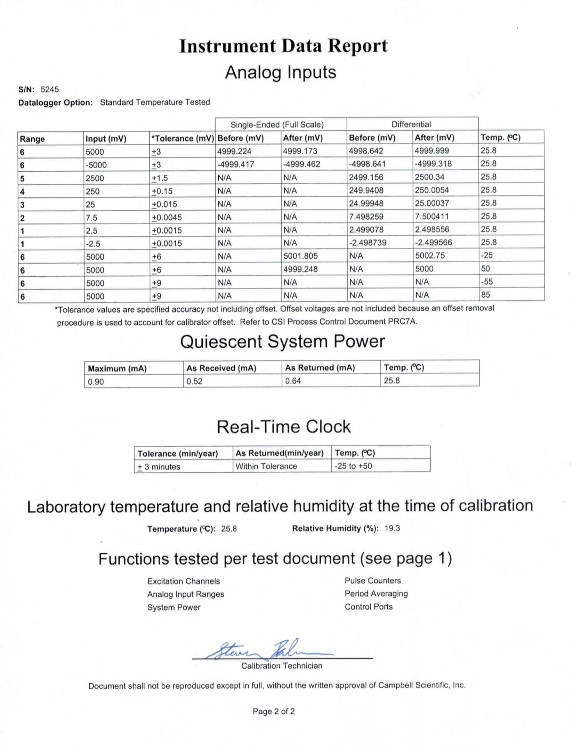 Instrument Data Report
Analog Inputs
S/N: 5245
Datalogger Option: Standard Temperature Tested
Single-Ended (Full Scale) Differential
Range Input (mV) *Tolerance (mV) Before (mV) After (mV) Before (mV) After (mV) Temp. (ºC)
6 5000 ±3 4999.224 4999.173 4998.642 4999.999 25.8
6 -5000 ±3 -4999.417 -4999.462 -4998.641 -4999.318 25.8
5 2500 ±1.5 N/A N/A 2499.156 2500.34 25.8
4 250 ±0.15 N/A N/A 249.9408 250.0054 25.8
3 25 ±0.015 N/A N/A 24.99948 25.00037 25.8
2 7.5 ±0.0045 N/A N/A 7.498259 7.500411 25.8
1 2.5 ±0.0015 N/A N/A 2.499078 2.498556 25.8
1 -2.5 ±0.0015 N/A N/A -2.498739 -2.499566 25.8
6 5000 ±6 N/A 5001.805 N/A 5002.75 -25
6 5000 ±6 N/A 4999.248 N/A 5000 50
6 5000 ±9 N/A N/A N/A N/A -55
6 5000 ±9 N/A N/A N/A N/A 85
*Tolerance values are specified accuracy not including offset. Offset voltages are not included because an offset removal
procedure is used to account for calibrator offset. Refer to CSI Process Control Document PRC7A.
Quiescent System Power
Maximum (mA) As Received (mA) As Returned (mA) Temp. (ºC)
0.90 0.52 0.64 25.8
Real-Time Clock
Tolerance (min/year) As Returned(min/year) Temp. (ºC)
± 3 minutes Within Tolerance -25 to +50
Laboratory temperature and relative humidity at the time of calibration
Temperature (ºC): 25.8 Relative Humidity (%): 19.3
Functions tested per test document (see page 1)
Excitation Channels Pulse Counters
Analog Input Ranges Period Averaging
System Power Control Ports
Steven
Calibration Technician
Document shall not be reproduced except in full, without the written approval of Campbell Scientific, Inc.
Page 2 of 2